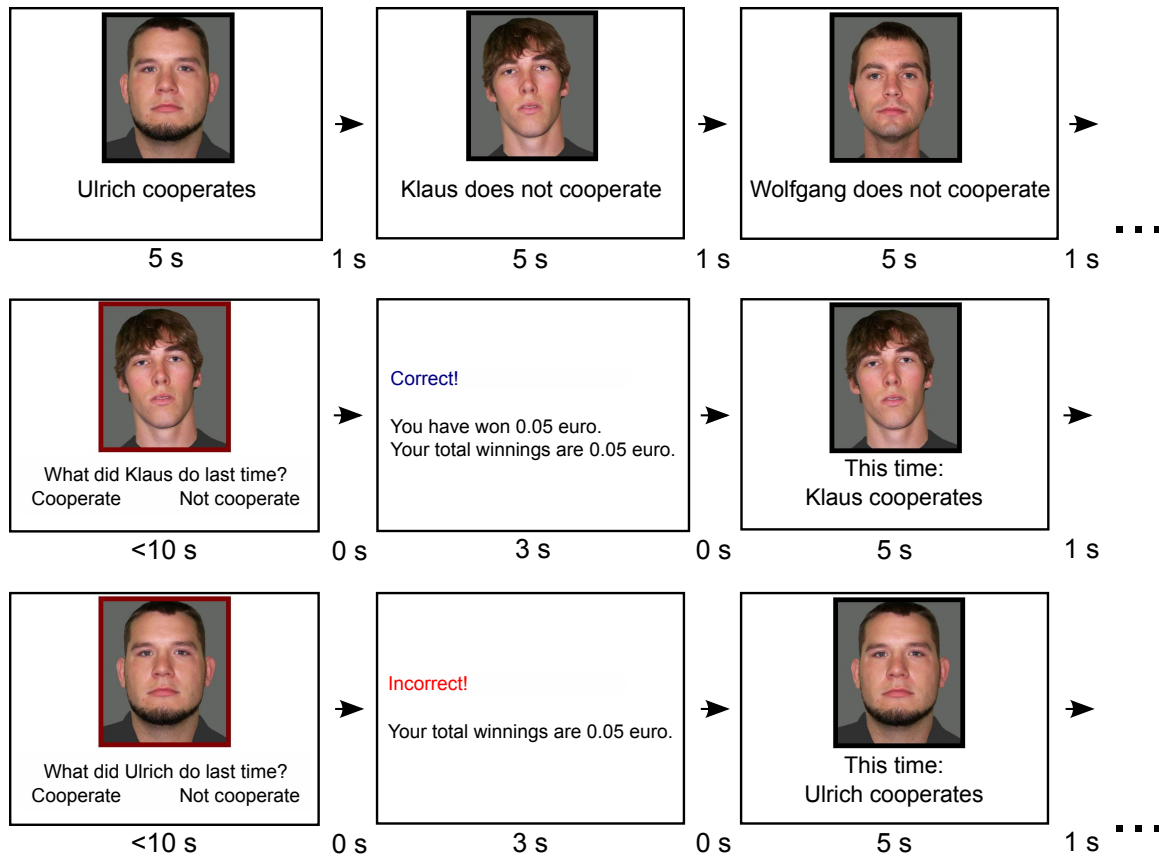 Ulrich cooperates
Klaus does not cooperate
Wolfgang does not cooperate
5 s
1 s
5 s
1 s
5 s
1 s
What did Klaus do last time?
Cooperate Not cooperate
Correct!
You have won 0.05 euro.
Your total winnings are 0.05 euro.
This time:
Klaus cooperates
<10 s
0 s
3 s
0 s
5 s
1 s
What did Ulrich do last time?
Cooperate Not cooperate
Incorrect!
Your total winnings are 0.05 euro.
This time:
Ulrich cooperates
<10 s
0 s
3 s
0 s
5 s
1 s